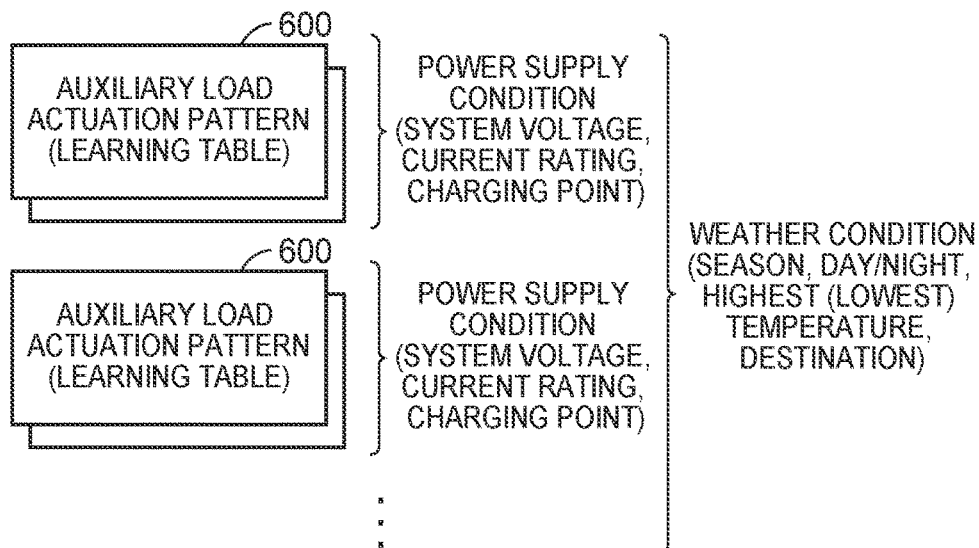 600
AUXILIARY LOAD
ACTUATION PATTERN
(LEARNING TABLE)
POWER SUPPLY
CONDITION
(SYSTEM VOLTAGE,
CURRENT RATING,
CHARGING POINT)
600
AUXILIARY LOAD
ACTUATION PATTERN
(LEARNING TABLE)
POWER SUPPLY
CONDITION
(SYSTEM VOLTAGE,
CURRENT RATING,
CHARGING POINT)
WEATHER CONDITION
(SEASON, DAY/NIGHT,
HIGHEST (LOWEST)
TEMPERATURE,
DESTINATION)